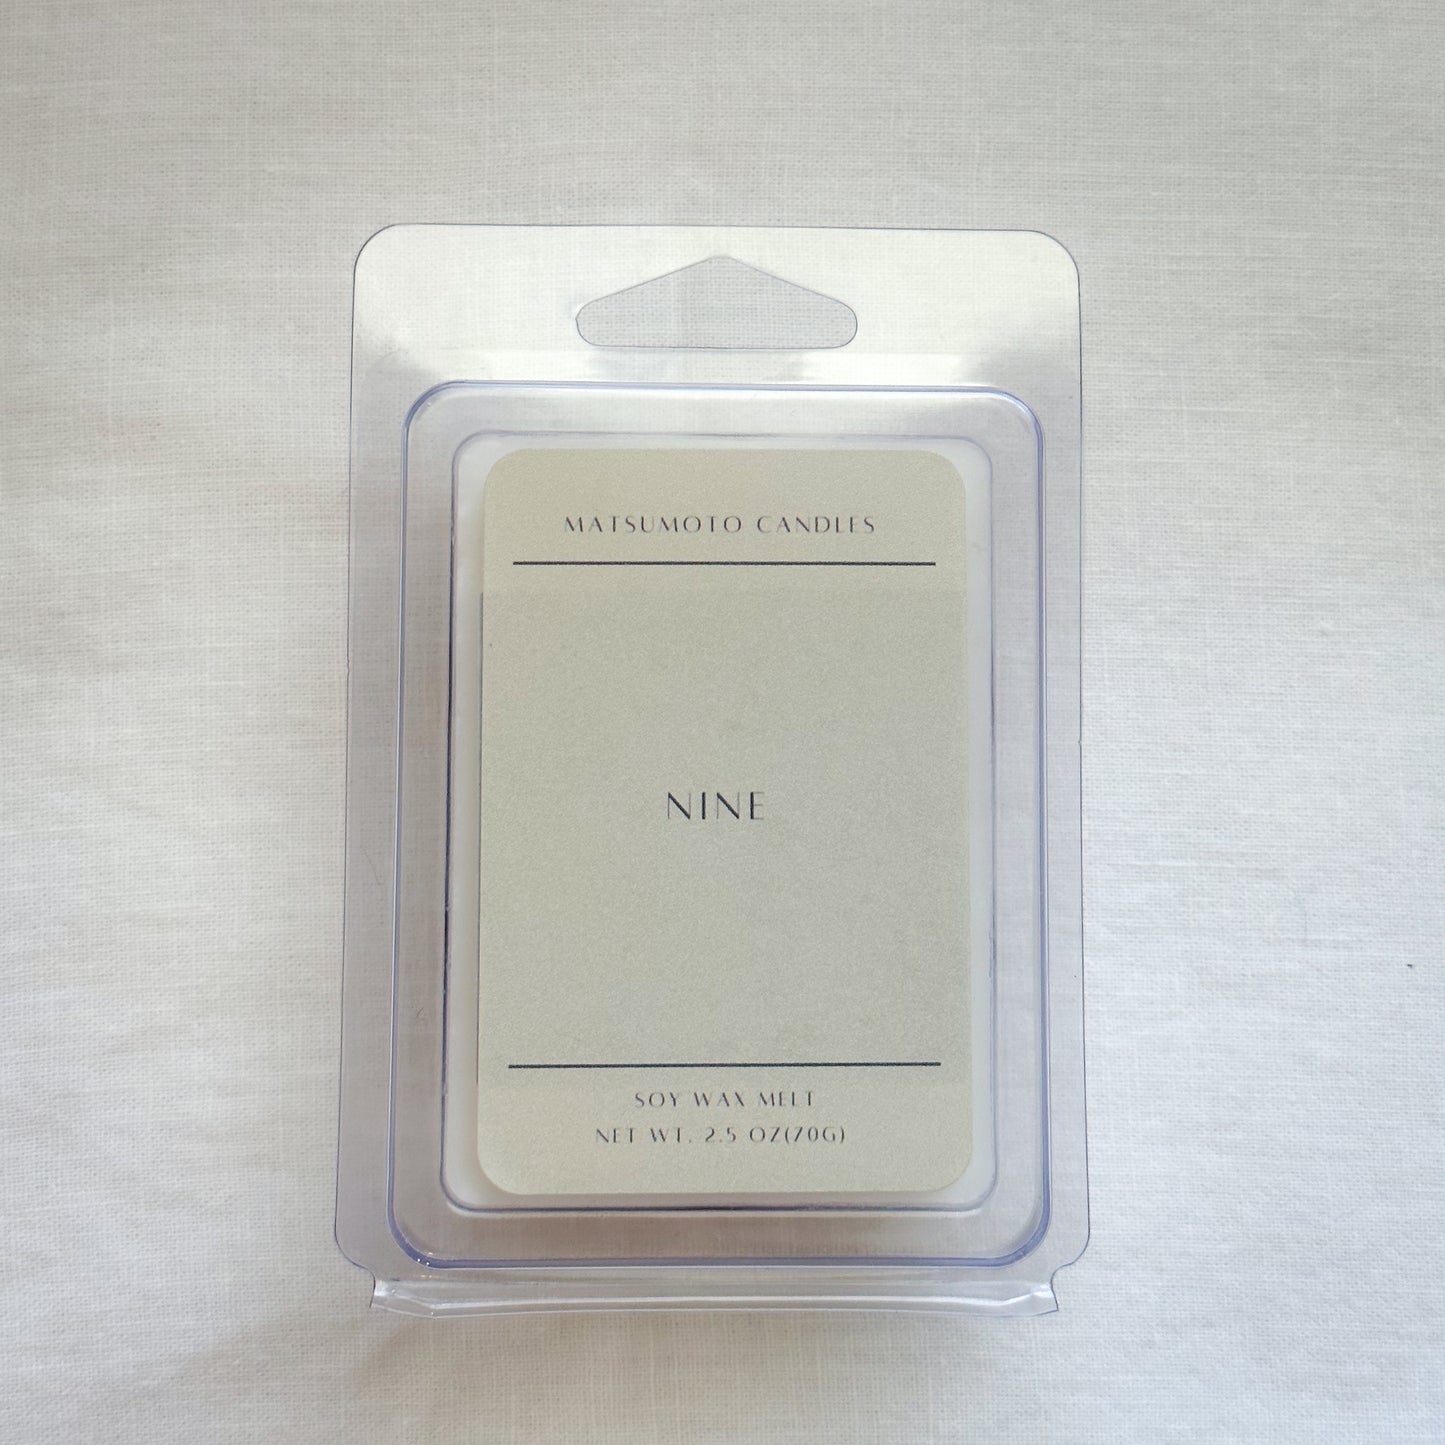 MATSUMOTO CANDLES
NINE
SOY WAX MELT
NET WT. 2.5 OZ(70G)